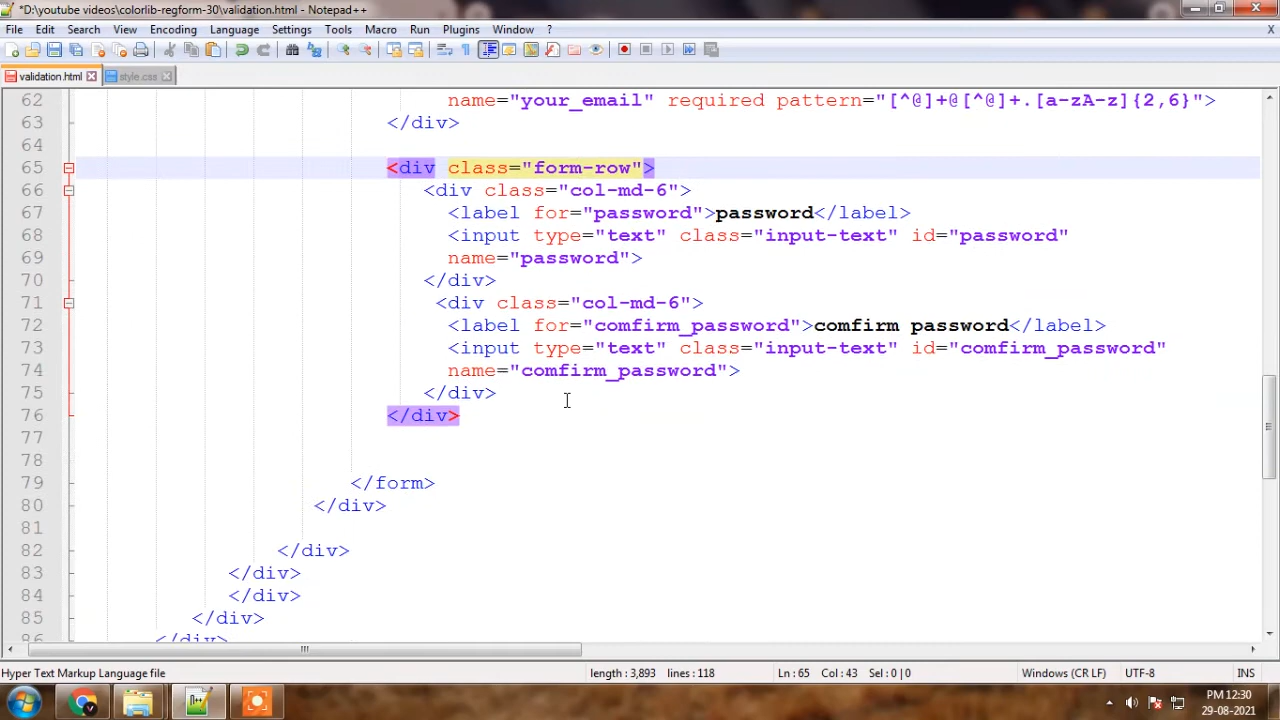 *D:\youtube videos\colorlib-regform-30\validation.html - Notepad++
File Edit Search View Encoding Language Settings Tools Macro Run Plugins Window ? X
validation.html style.css
62 name="your_email" required pattern="[^@]+@[^@]+.[a-zA-z]{2,6}">
63 </div>
64
65 <div class="form-row">
66 <div class="col-md-6">
67 <label for="password">password</label>
68 <input type="text" class="input-text" id="password"
69 name="password">
70 </div>
71 <div class="col-md-6">
72 <label for="comfirm_password">comfirm password</label>
73 <input type="text" class="input-text" id="comfirm_password"
74 name="comfirm_password">
75 </div>
76 </div>
77
78
79 </form>
80 </div>
81
82 </div>
83 </div>
84 </div>
85 </div>
86 </div>
Hyper Text Markup Language file length : 3,893 lines : 118 Ln : 65 Col : 43 Sel : 0 | 0 Windows (CR LF) UTF-8 INS
PM 12:30
29-08-2021